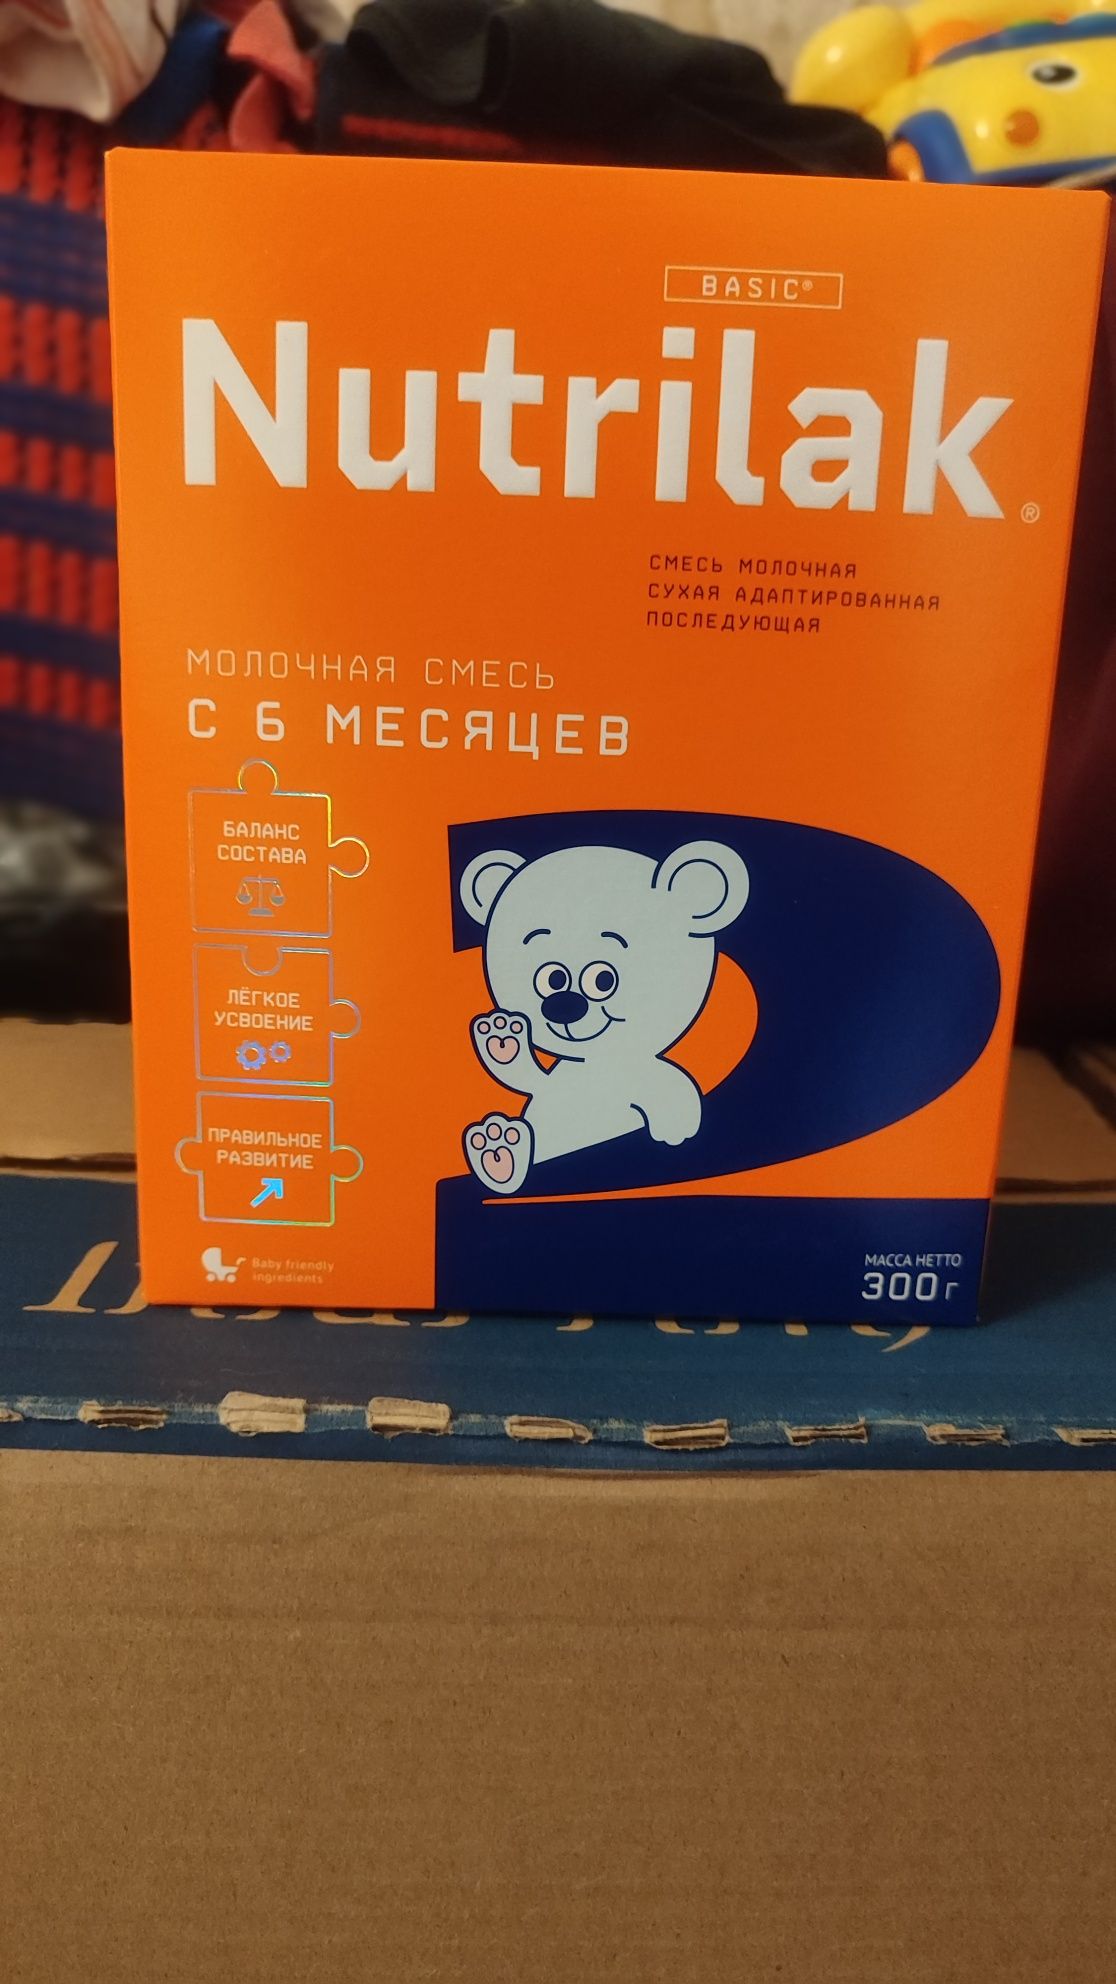 BASIC®
Nutrilak®
СМЕСЬ МОЛОЧНАЯ
СУХАЯ АДАПТИРОВАННАЯ
ПОСЛЕДУЮЩАЯ
МОЛОЧНАЯ СМЕСЬ
С 6 МЕСЯЦЕВ
БАЛАНС
СОСТАВА
ЛЁГКОЕ
УСВОЕНИЕ
ПРАВИЛЬНОЕ
РАЗВИТИЕ
2
Baby friendly
ingredients
МАССА НЕТТО
300 г